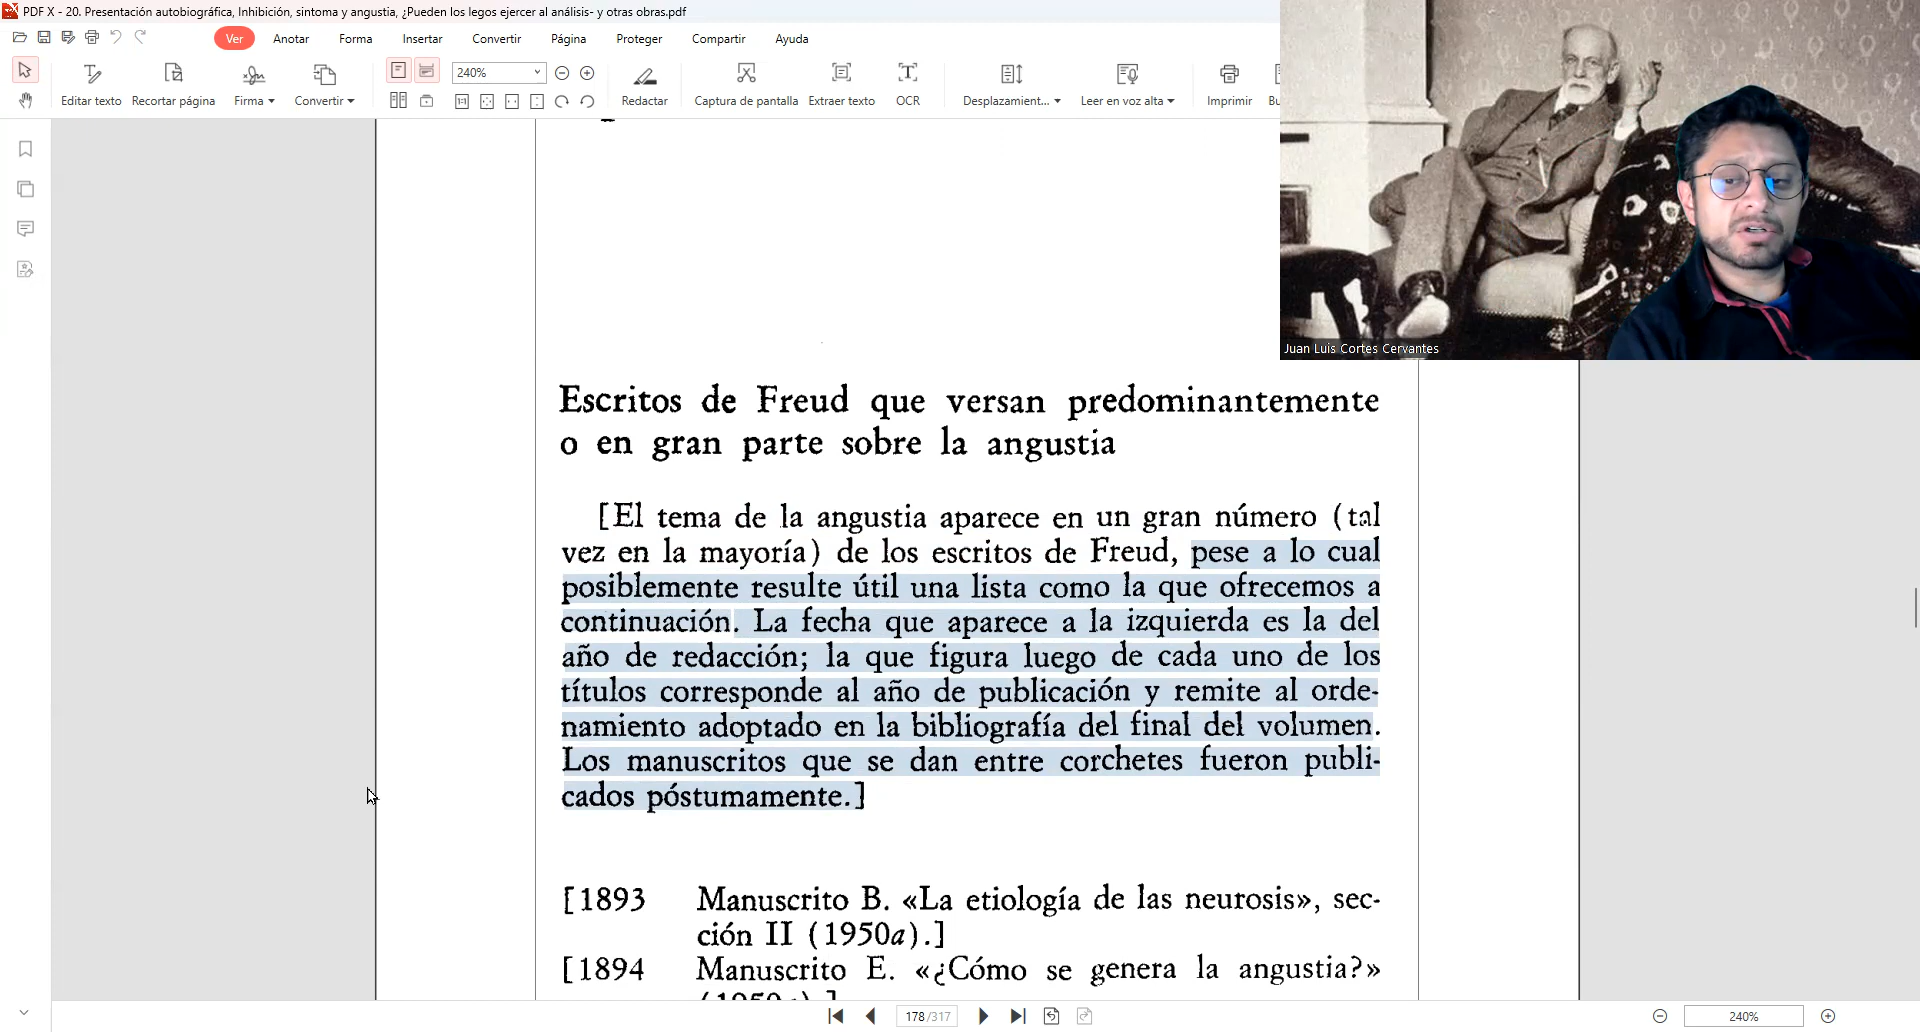 PDF X - 20. Presentación autobiográfica, Inhibición, sintoma y angustia, ¿Pueden los legos ejercer al análisis- y otras obras.pdf
Ver Anotar Forma Insertar Convertir Página Proteger Compartir Ayuda
240%
Editar texto Recortar página Firma Convertir Redactar Captura de pantalla Extraer texto OCR Desplazamient... Leer en voz alta Imprimir Bu
Juan Luis Cortes Cervantes
Escritos de Freud que versan predominantemente
o en gran parte sobre la angustia
[El tema de la angustia aparece en un gran número (tal
vez en la mayoría) de los escritos de Freud, pese a lo cual
posiblemente resulte útil una lista como la que ofrecemos a
continuación. La fecha que aparece a la izquierda es la del
año de redacción; la que figura luego de cada uno de los
títulos corresponde al año de publicación y remite al orde-
namiento adoptado en la bibliografía del final del volumen.
Los manuscritos que se dan entre corchetes fueron publi-
cados póstumamente.]
[1893 Manuscrito B. «La etiología de las neurosis», sec-
ción II (1950a).]
[1894 Manuscrito E. «¿Cómo se genera la angustia?»
178/317
240%